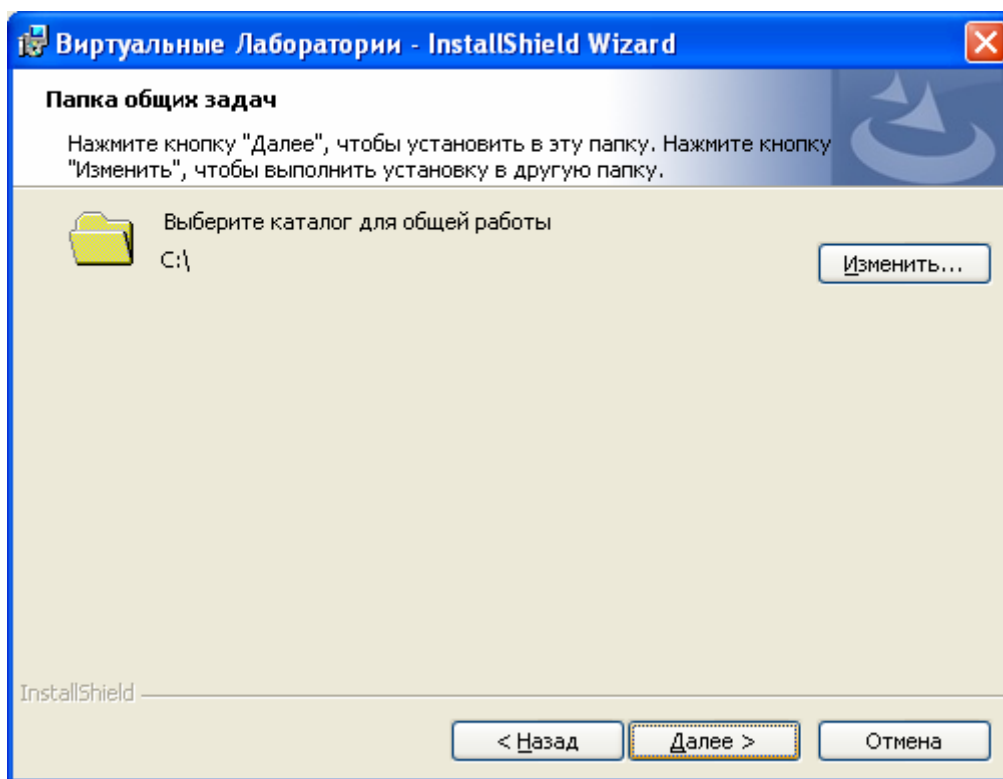 Виртуальные Лаборатории - InstallShield Wizard
Папка общих задач
Нажмите кнопку "Далее", чтобы установить в эту папку. Нажмите кнопку
"Изменить", чтобы выполнить установку в другую папку.
Выберите каталог для общей работы
C:\
Изменить...
InstallShield
< Назад
Далее >
Отмена